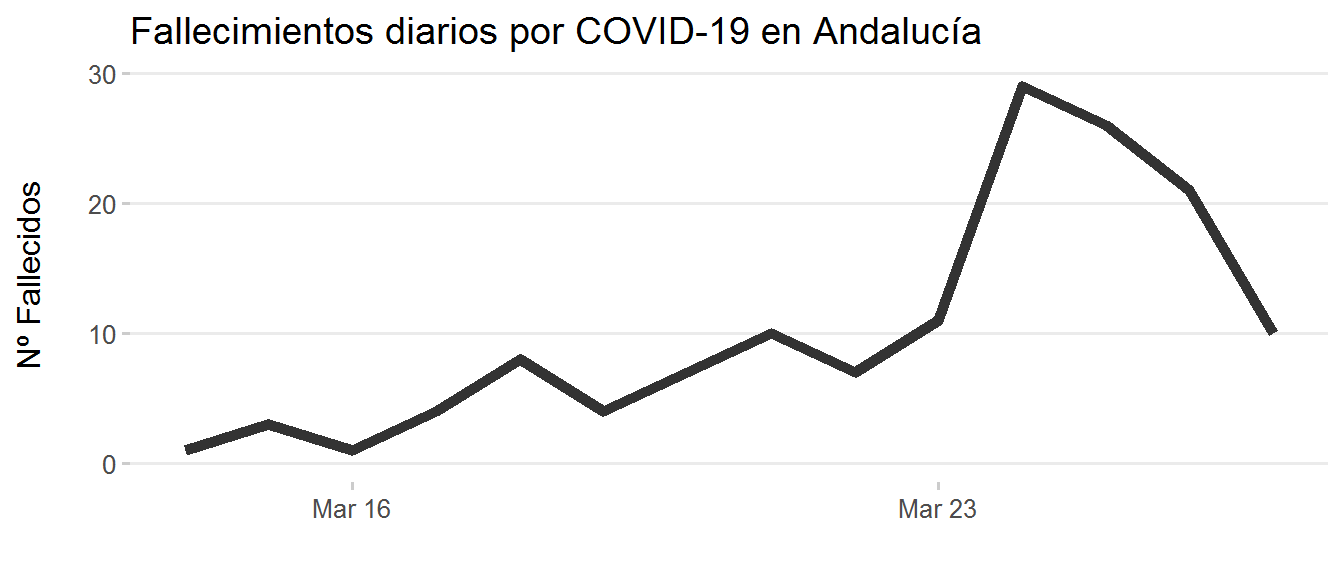 Fallecimientos diarios por COVID-19 en Andalucía
Nº Fallecidos
30
20
10
0
Mar 16
Mar 23